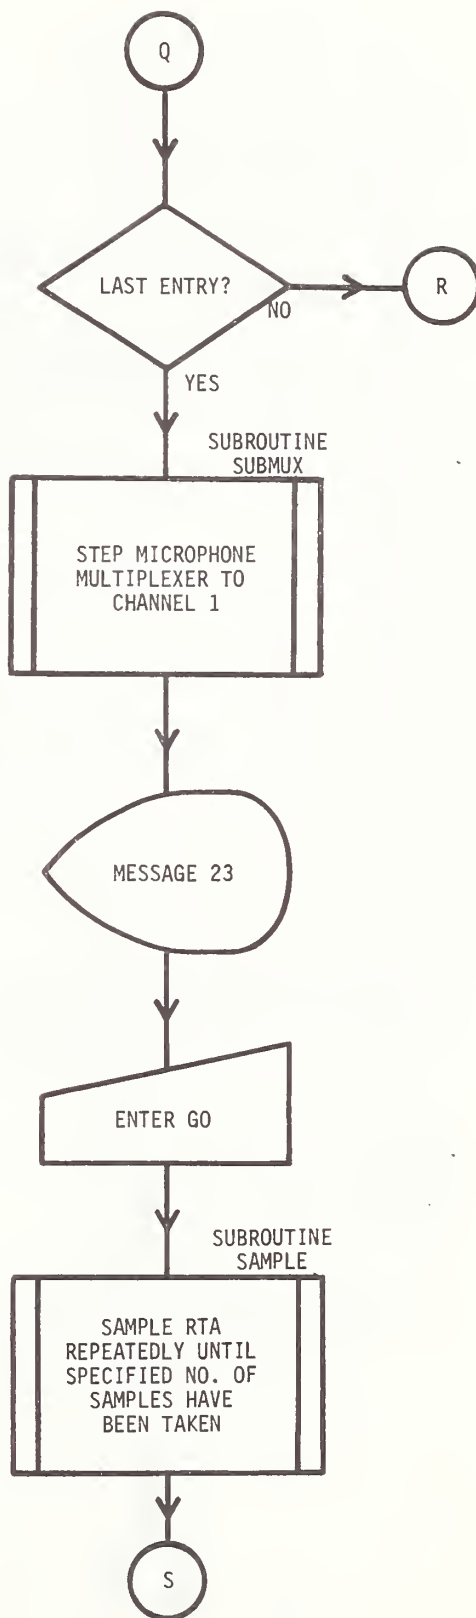 Q
LAST ENTRY?
R
NO
YES
SUBROUTINE
SUBMUX
STEP MICROPHONE
MULTIPLEXER TO
CHANNEL 1
MESSAGE 23
ENTER GO
SUBROUTINE
SAMPLE
SAMPLE RTA
REPEATEDLY UNTIL
SPECIFIED NO. OF
SAMPLES HAVE
BEEN TAKEN
S